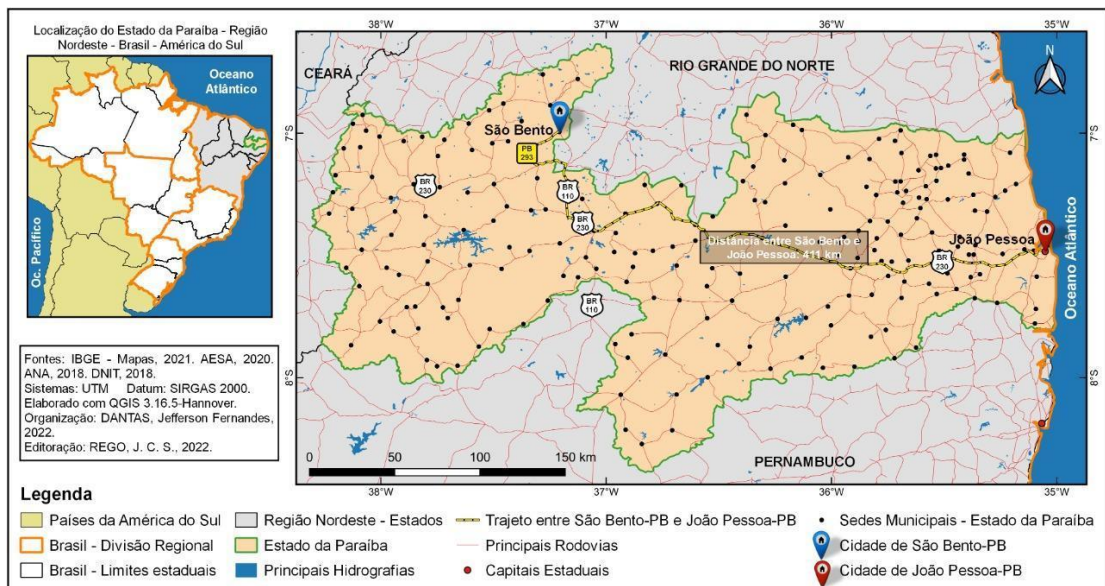 Localização do Estado da Paraíba - Região
Nordeste - Brasil - América do Sul
Oceano
Atlântico
Oc. Pacífico
Fontes: IBGE - Mapas, 2021. AESA, 2020.
ANA, 2018. DNIT, 2018.
Sistemas: UTM Datum: SIRGAS 2000.
Elaborado com QGIS 3.16.5-Hannover.
Organização: DANTAS, Jefferson Fernandes,
2022.
Editoração: REGO, J. C. S., 2022.
38°W
37°W
36°W
35°W
CEARÁ
RIO GRANDE DO NORTE
N
7°S
7°S
São Bento
PB
293
BR
230
BR
110
BR
230
Distância entre São Bento e
João Pessoa: 411 km
João Pessoa
BR
230
Oceano Atlântico
BR
110
8°S
8°S
PERNAMBUCO
0 50 100 150 km
38°W
37°W
36°W
35°W
Legenda
Países da América do Sul
Brasil - Divisão Regional
Brasil - Limites estaduais
Região Nordeste - Estados
Estado da Paraíba
Principais Hidrografias
Trajeto entre São Bento-PB e João Pessoa-PB
Principais Rodovias
Capitais Estaduais
Sedes Municipais - Estado da Paraíba
Cidade de São Bento-PB
Cidade de João Pessoa-PB